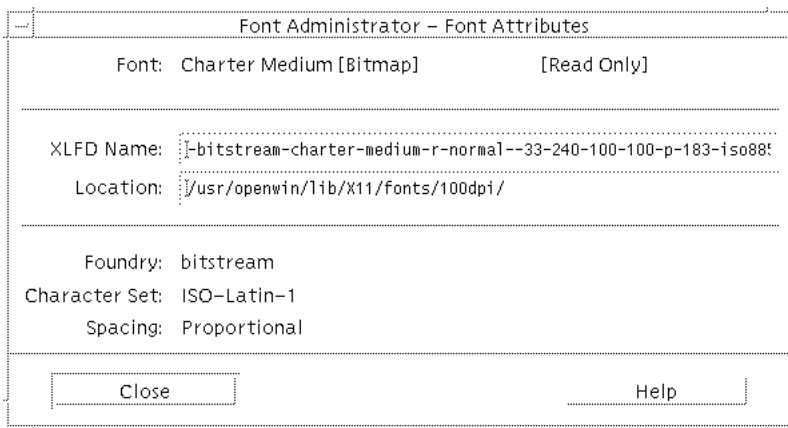 Font Administrator – Font Attributes
Font: Charter Medium [Bitmap] [Read Only]
XLFD Name: -bitstream-charter-medium-r-normal--33-240-100-100-p-183-iso885
Location: /usr/openwin/lib/X11/fonts/100dpi/
Foundry: bitstream
Character Set: ISO–Latin–1
Spacing: Proportional
Close Help